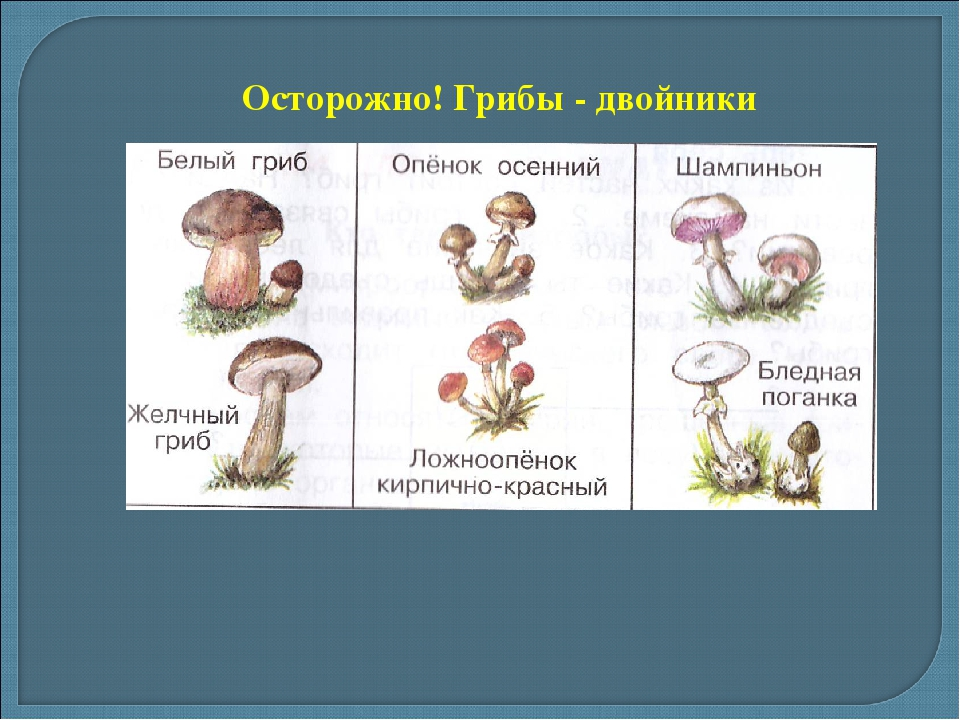 Осторожно! Грибы - двойники
Белый гриб
Опёнок осенний
Шампиньон
Желчный
гриб
Ложноопёнок
кирпично-красный
Бледная
поганка